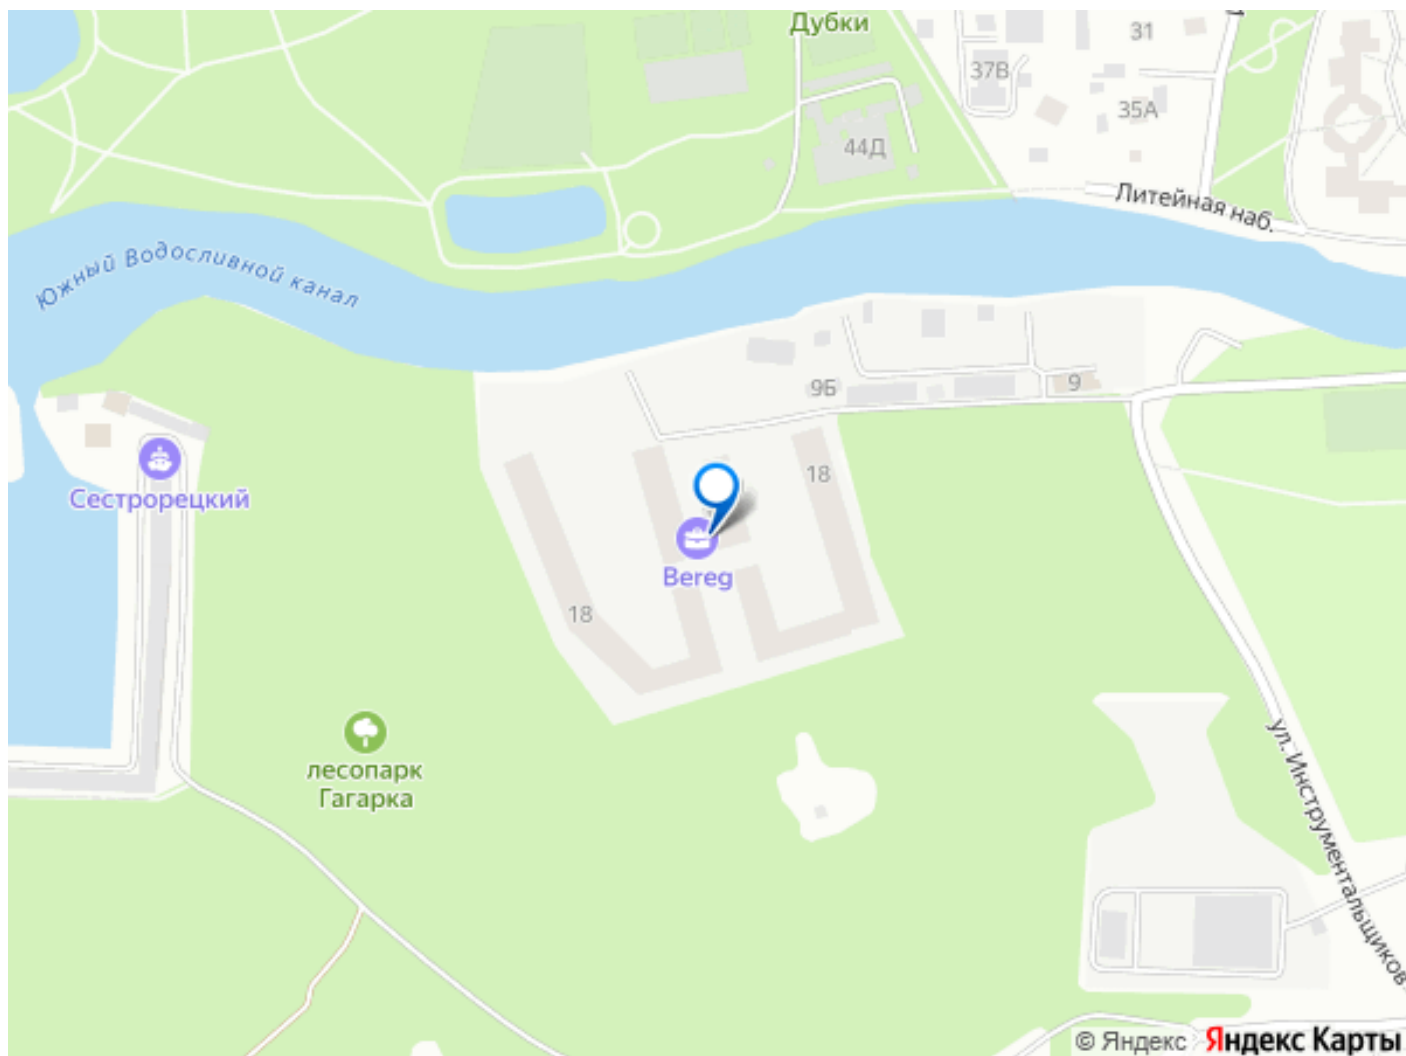 Дубки
31
37В
35А
44Д
Литейная наб.
Южный Водосливной канал
9Б
9
Сестрорецкий
18
Bereg
18
лесопарк
Гагарка
ул. Инструментальщиков
© Яндекс Яндекс Карты